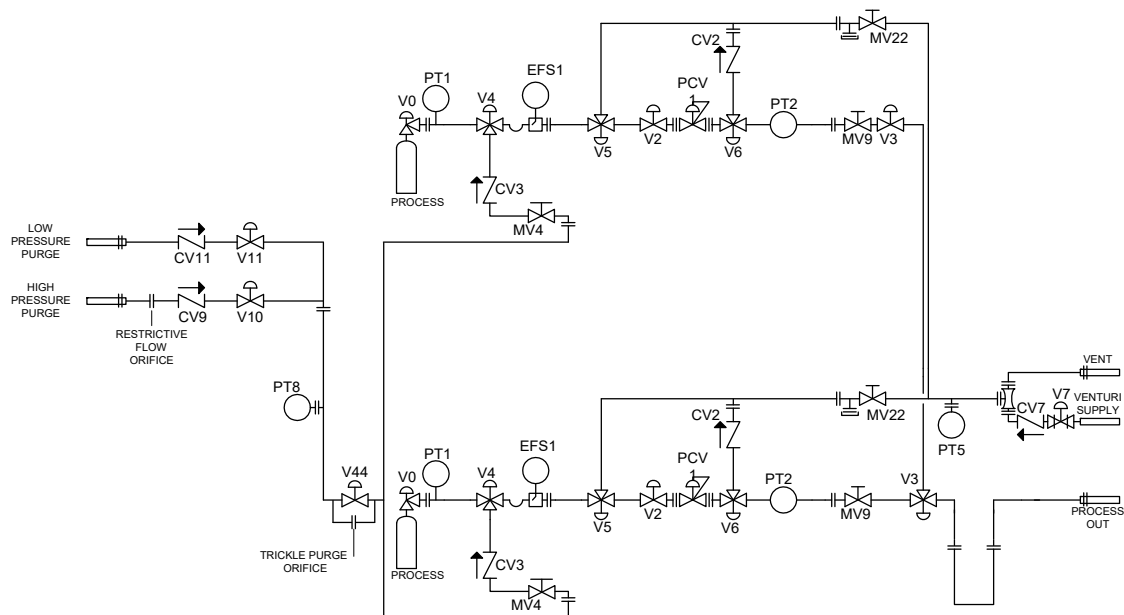 MV22
CV2
EFS1
PT1
PCV
1
V0
V4
PT2
V5
V2
V6
MV9
V3
CV3
PROCESS
MV4
LOW
PRESSURE
PURGE
CV11
V11
HIGH
PRESSURE
PURGE
CV9
V10
RESTRICTIVE
FLOW
ORIFICE
VENT
PT8
V7
CV7
VENTURI
SUPPLY
MV22
CV2
PT5
EFS1
PT1
PCV
1
V44
V0
V4
PT2
V3
V5
V2
V6
MV9
PROCESS
OUT
TRICKLE PURGE
ORIFICE
CV3
PROCESS
MV4